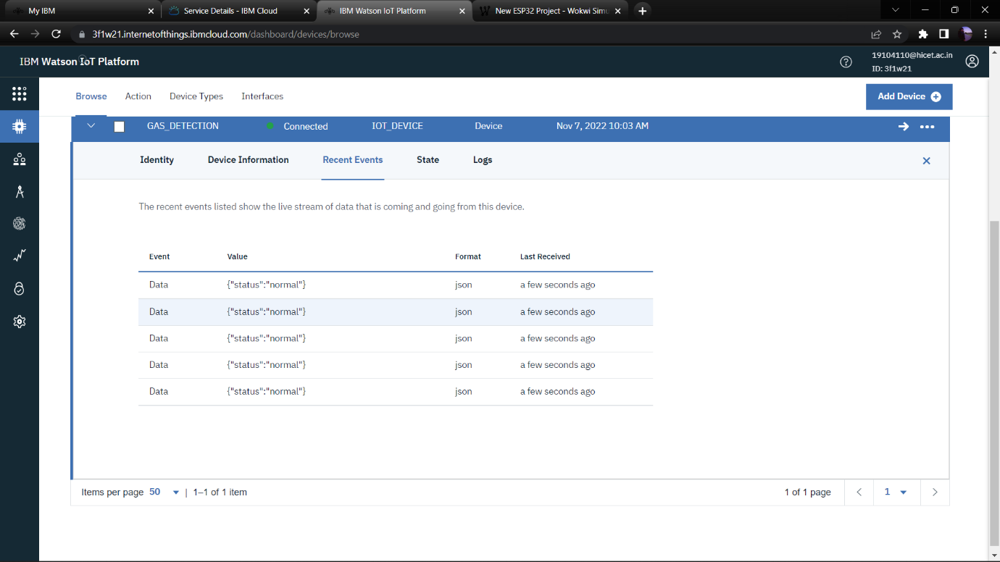 My IBM
Service Details - IBM Cloud
IBM Watson IoT Platform
New ESP32 Project - Wokwi Simu
3f1w21.internetofthings.ibmcloud.com/dashboard/devices/browse
IBM Watson IoT Platform
19104110@hicet.ac.in
ID: 3f1w21
Browse Action Device Types Interfaces
Add Device
GAS_DETECTION Connected IOT_DEVICE Device Nov 7, 2022 10:03 AM
Identity Device Information Recent Events State Logs
The recent events listed show the live stream of data that is coming and going from this device.
Event Value Format Last Received
Data {"status":"normal"} json a few seconds ago
Data {"status":"normal"} json a few seconds ago
Data {"status":"normal"} json a few seconds ago
Data {"status":"normal"} json a few seconds ago
Data {"status":"normal"} json a few seconds ago
Items per page 50 | 1–1 of 1 item 1 of 1 page 1